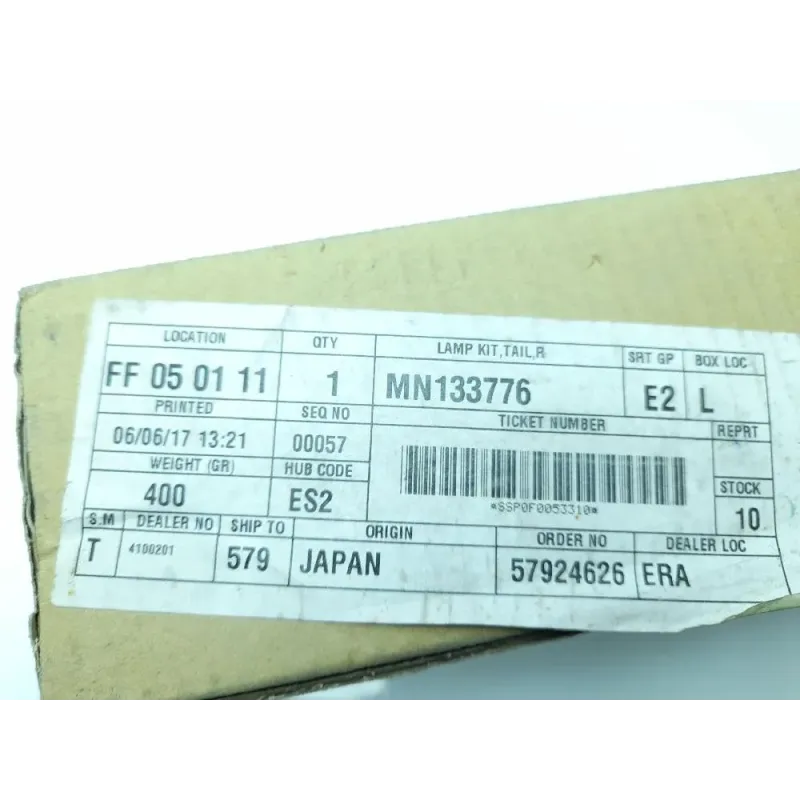 LOCATION QTY LAMP KIT,TAIL,R SRT GP BOX LOC
FF 05 01 11 1 MN133776 E2 L
PRINTED SEQ NO TICKET NUMBER REPRT
06/06/17 13:21 00057
WEIGHT (GR) HUB CODE STOCK
400 ES2 *SSP0F0053310* 10
S.M DEALER NO SHIP TO ORIGIN ORDER NO DEALER LOC
T 4100201 579 JAPAN 57924626 ERA